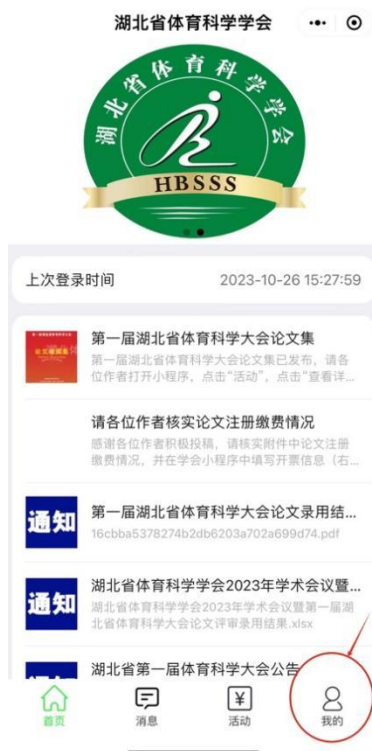 湖北省体育科学学会
湖北省体育科学学会
HBSSS
上次登录时间 2023-10-26 15:27:59
第一届湖北省体育科学大会论文集
第一届湖北省体育科学大会论文集已发布，请各
位作者打开小程序，点击“活动”，点击“查看详...
请各位作者核实论文注册缴费情况
感谢各位作者积极投稿，请核实附件中论文注册
缴费情况，并在学会小程序中填写开票信息（右...
通知
第一届湖北省体育科学大会论文录用结...
16cbba5378274b2db6203a702a699d74.pdf
通知
湖北省体育科学学会2023年学术会议暨...
湖北省体育科学学会2023年学术会议暨第一届湖
北省体育科学大会论文评审录用结果.xlsx
湖北省第一届体育科学大会公告
首页
消息
活动
我的